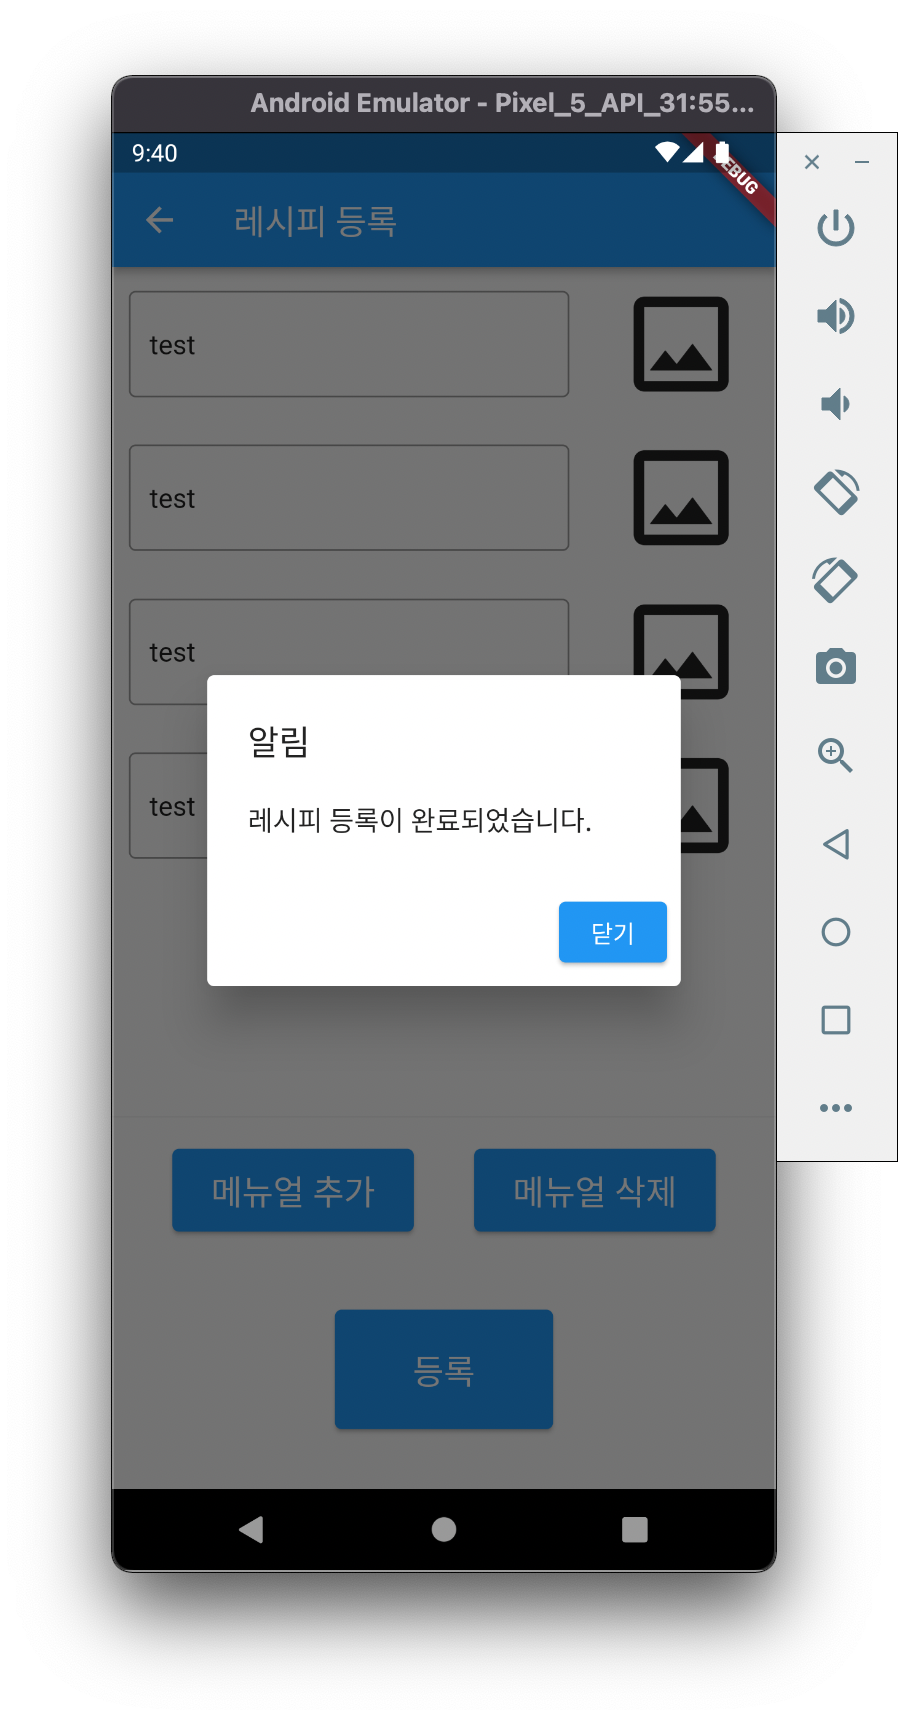 Android Emulator - Pixel_5_API_31:55...
9:40
DEBUG
레시피 등록
test
test
test
test
알림
레시피 등록이 완료되었습니다.
닫기
메뉴얼 추가
메뉴얼 삭제
등록